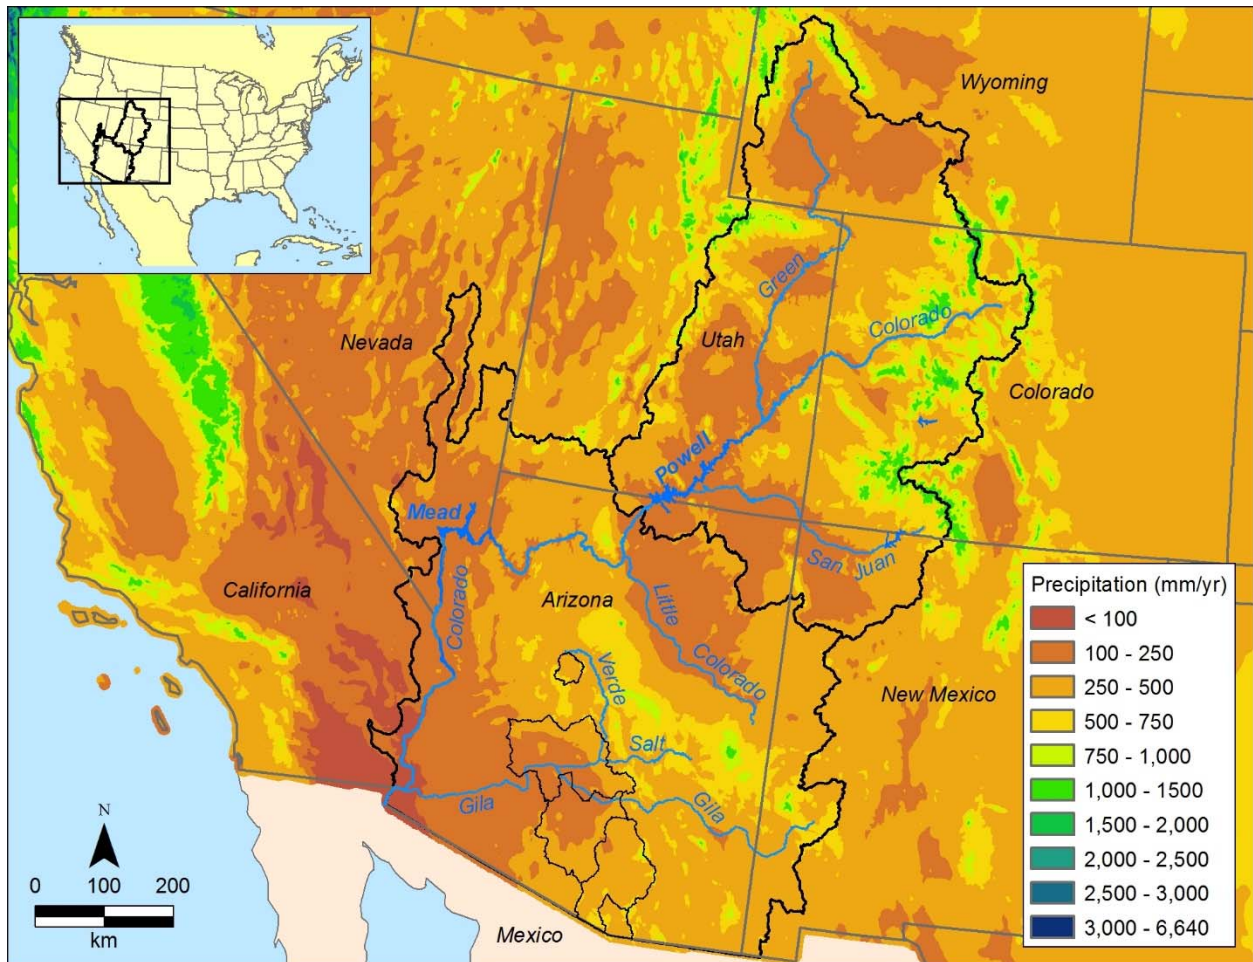 Wyoming
Green
Colorado
Nevada
Utah
Colorado
Powell
Mead
San Juan
California
Colorado
Arizona
Little
Colorado
Verde
New Mexico
Salt
Gila
Gila
Mexico
N
0 100 200
km
Precipitation (mm/yr)
< 100
100 - 250
250 - 500
500 - 750
750 - 1,000
1,000 - 1500
1,500 - 2,000
2,000 - 2,500
2,500 - 3,000
3,000 - 6,640